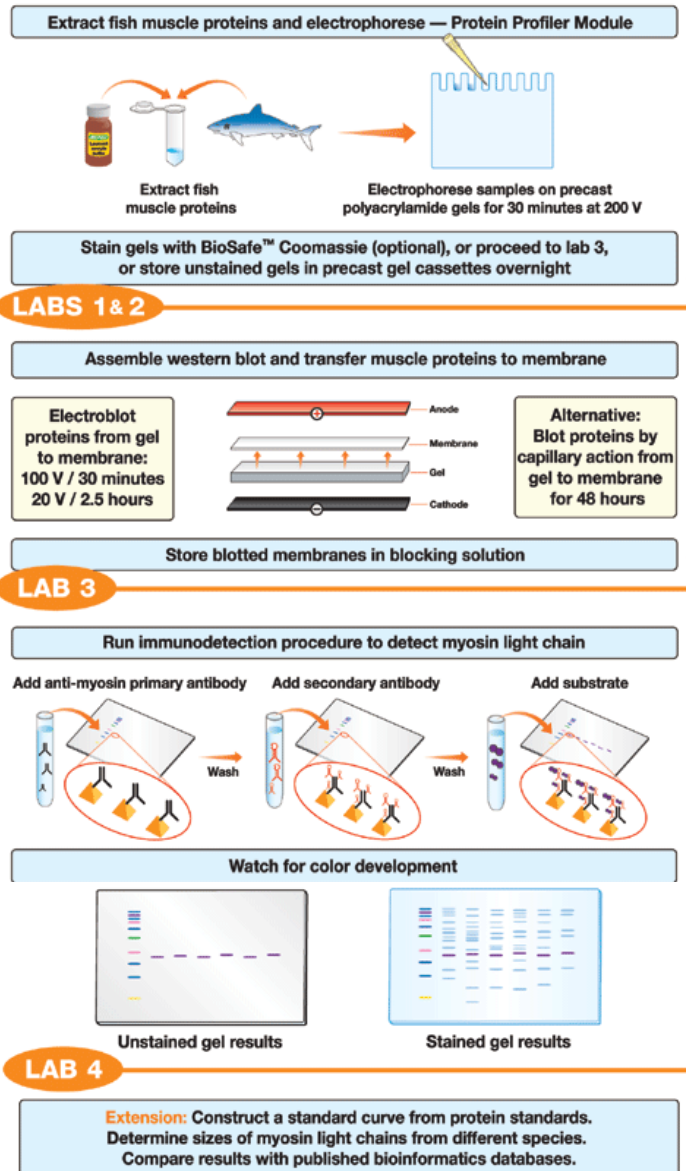 Extract fish muscle proteins and electrophorese — Protein Profiler Module
Extract fish
muscle proteins
Electrophorese samples on precast
polyacrylamide gels for 30 minutes at 200 V
Stain gels with BioSafe™ Coomassie (optional), or proceed to lab 3,
or store unstained gels in precast gel cassettes overnight
LABS 1 & 2
Assemble western blot and transfer muscle proteins to membrane
Electroblot
proteins from gel
to membrane:
100 V / 30 minutes
20 V / 2.5 hours
+
Anode
Membrane
Gel
Cathode
−
Alternative:
Blot proteins by
capillary action from
gel to membrane
for 48 hours
Store blotted membranes in blocking solution
LAB 3
Run immunodetection procedure to detect myosin light chain
Add anti-myosin primary antibody
Add secondary antibody
Add substrate
Wash
Wash
Watch for color development
Unstained gel results
Stained gel results
LAB 4
Extension: Construct a standard curve from protein standards.
Determine sizes of myosin light chains from different species.
Compare results with published bioinformatics databases.